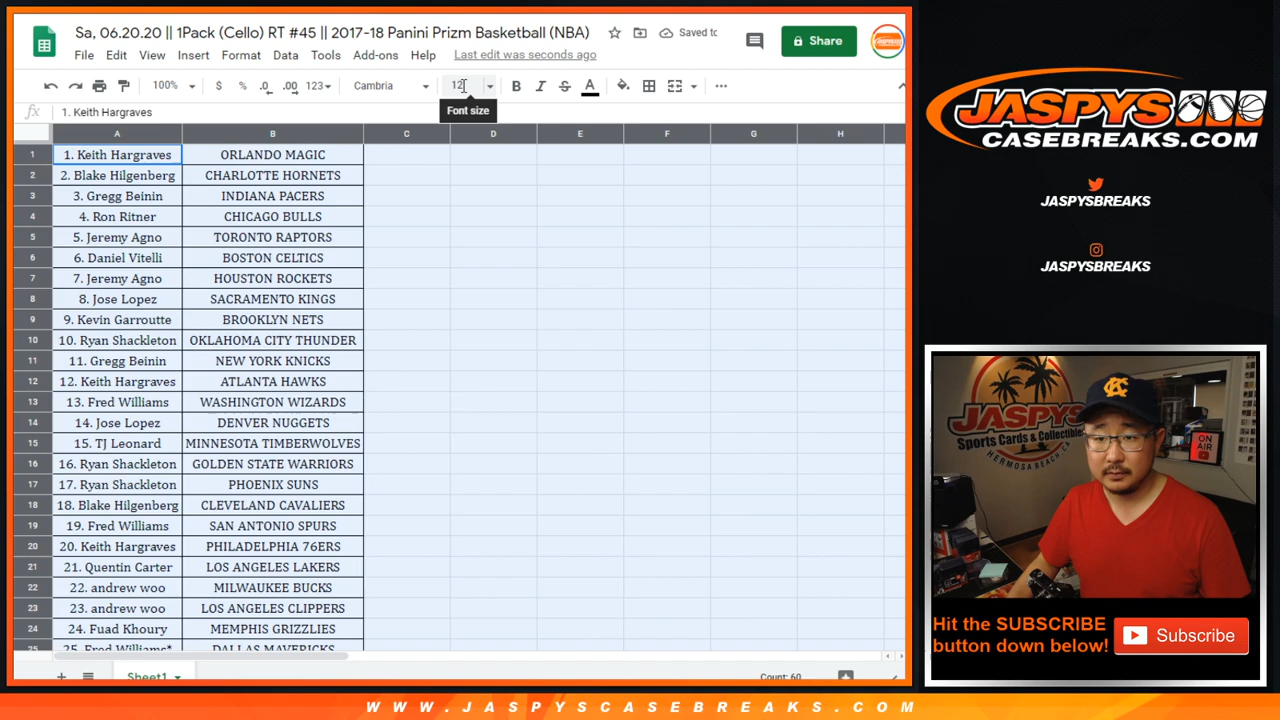 Sa, 06.20.20 || 1Pack (Cello) RT #45 || 2017-18 Panini Prizm Basketball (NBA)
Saved to
Share
File Edit View Insert Format Data Tools Add-ons Help Last edit was seconds ago
100% $ % .0 .00 123 Cambria 12 B I S A
Font size
fx 1. Keith Hargraves
A B C D E F G H
1 1. Keith Hargraves ORLANDO MAGIC
2 2. Blake Hilgenberg CHARLOTTE HORNETS
3 3. Gregg Beinin INDIANA PACERS
4 4. Ron Ritner CHICAGO BULLS
5 5. Jeremy Agno TORONTO RAPTORS
6 6. Daniel Vitelli BOSTON CELTICS
7 7. Jeremy Agno HOUSTON ROCKETS
8 8. Jose Lopez SACRAMENTO KINGS
9 9. Kevin Garroutte BROOKLYN NETS
10 10. Ryan Shackleton OKLAHOMA CITY THUNDER
11 11. Gregg Beinin NEW YORK KNICKS
12 12. Keith Hargraves ATLANTA HAWKS
13 13. Fred Williams WASHINGTON WIZARDS
14 14. Jose Lopez DENVER NUGGETS
15 15. TJ Leonard MINNESOTA TIMBERWOLVES
16 16. Ryan Shackleton GOLDEN STATE WARRIORS
17 17. Ryan Shackleton PHOENIX SUNS
18 18. Blake Hilgenberg CLEVELAND CAVALIERS
19 19. Fred Williams SAN ANTONIO SPURS
20 20. Keith Hargraves PHILADELPHIA 76ERS
21 21. Quentin Carter LOS ANGELES LAKERS
22 22. andrew woo MILWAUKEE BUCKS
23 23. andrew woo LOS ANGELES CLIPPERS
24 24. Fuad Khoury MEMPHIS GRIZZLIES
25 25. Fred Williams* DALLAS MAVERICKS
Sheet1
Count: 60
JASPYS
CASEBREAKS.COM
JASPYSBREAKS
JASPYSBREAKS
JASPYS
Sports Cards & Collectibles
HERMOSA BEACH, CA
ON AIR
Hit the SUBSCRIBE
button down below!
Subscribe
WWW.JASPYSCASEBREAKS.COM